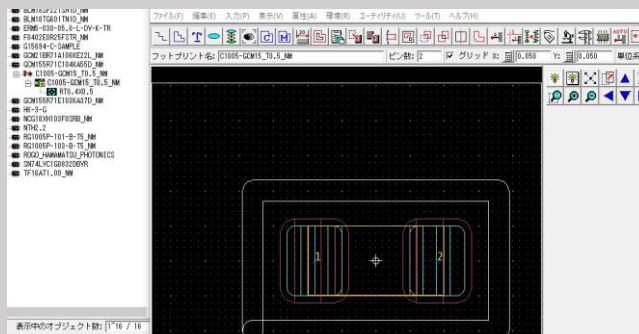 BLM18SP221SH1D_NM
BLM18TG601TN1D_NM
ERM5-030-05.0-L-DV-K-TR
F0402E0R25FSTR_NM
G15694-C-SAMPLE
GCM21BR71A106KE22L_NM
GCM155R71C104KA55D_NM
C1005-GCM15_T0.5_NM
C1005-GCM15_T0.5_NM
RT0.4X0.5
GCM155R71E103KA37D_NM
HK-3-G
NCG18XH103F0SRB_NM
NTH2.2
RG1005P-101-B-T5_NM
RG1005P-103-B-T5_NM
ROGO_HAMAMATSU_PHOTONICS
SN74LVC1G08S2DBYR
TF16AT1.00_NM
表示中のオブジェクト数: 16 / 16
ファイル(F) 編集(E) 入力(P) 表示(V) 属性(A) 環境(R) ユーティリティ(U) ツール(T) ヘルプ(H)
AUTO
フットプリント名: C1005-GCM15_T0.5_NM ピン数: 2 グリッド X: 0.050 Y: 0.050 単位系
1 2